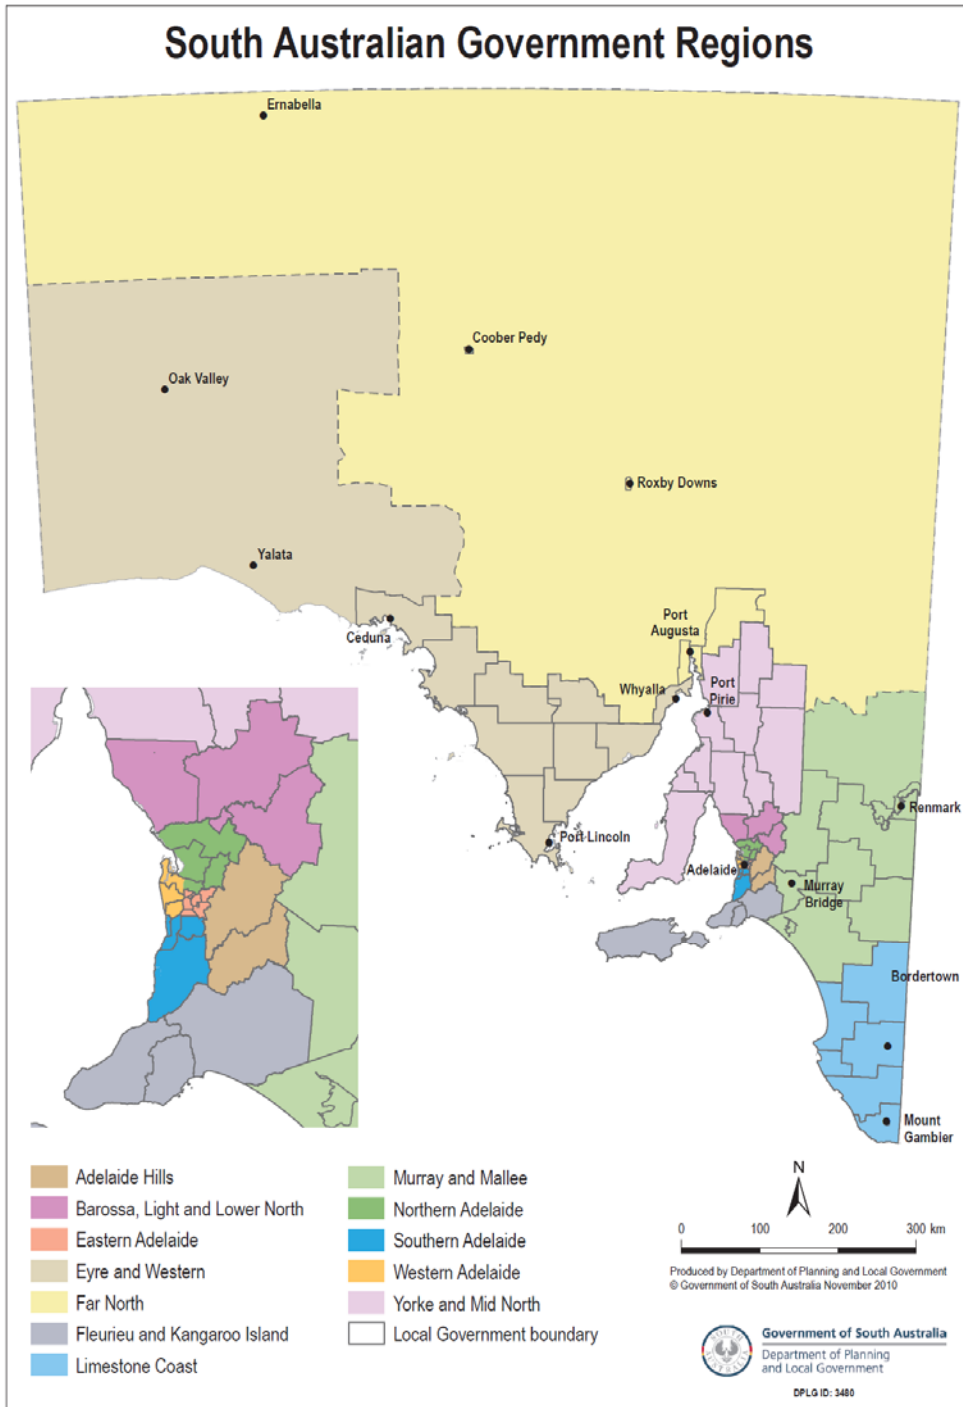 South Australian Government Regions
Ernabella
Coober Pedy
Oak Valley
Roxby Downs
Yalata
Ceduna
Port
Augusta
Whyalla
Port
Pirie
Renmark
Port Lincoln
Adelaide
Murray
Bridge
Bordertown
Mount
Gambier
Adelaide Hills
Barossa, Light and Lower North
Eastern Adelaide
Eyre and Western
Far North
Fleurieu and Kangaroo Island
Limestone Coast
Murray and Mallee
Northern Adelaide
Southern Adelaide
Western Adelaide
Yorke and Mid North
Local Government boundary
N
0 100 200 300 km
Produced by Department of Planning and Local Government
© Government of South Australia November 2010
SOUTH AUSTRALIA
Government of South Australia
Department of Planning
and Local Government
DPLG ID: 3480